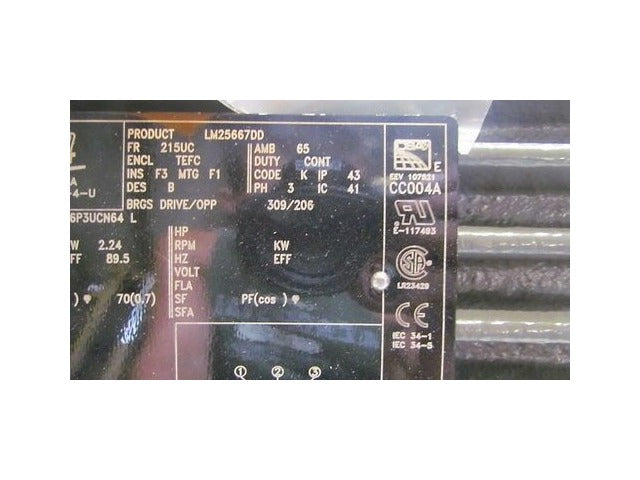 PRODUCT LM25667DD
FR 215UC AMB 65
ENCL TEFC DUTY CONT
INS F3 MTG F1 CODE K IP 43
DES B PH 3 IC 41
BRGS DRIVE/OPP 309/206
A
-4-U
6P3UCN64 L
W 2.24
FF 89.5
) 70(0.7)
HP
RPM KW
HZ EFF
VOLT
FLA
SF PF(cos )
SFA
1 2 3
E
EEV 107521
CC004A
E-117493
LR23429
CE
IEC 34-1
IEC 34-5